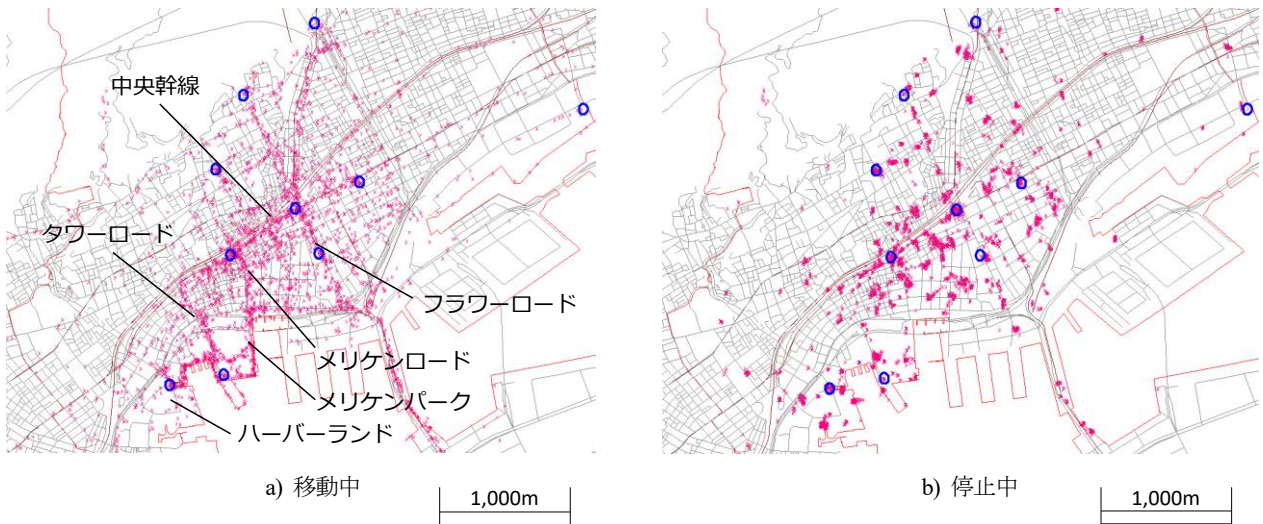 中央幹線
タワーロード
フラワーロード
メリケンロード
メリケンパーク
ハーバーランド
a) 移動中
1,000m
b) 停止中
1,000m